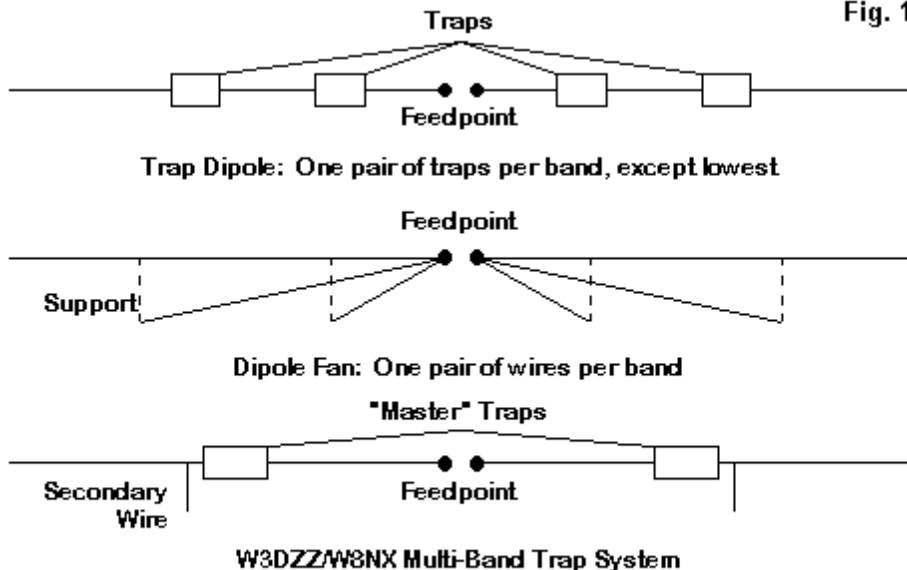 Fig. 1
Traps
Feedpoint
Trap Dipole: One pair of traps per band, except lowest
Feedpoint
Support
Dipole Fan: One pair of wires per band
"Master" Traps
Feedpoint
Secondary
Wire
W3DZZ/W8NX Multi-Band Trap System